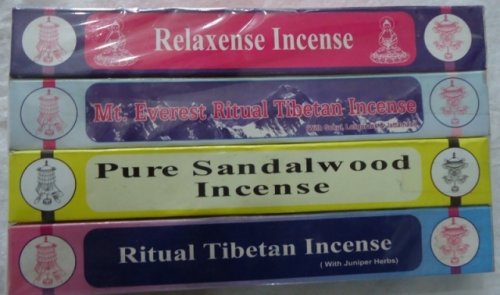 Relaxense Incense
Mt. Everest Ritual Tibetan Incense
Pure Sandalwood
Incense
Ritual Tibetan Incense
( With Juniper Herbs)